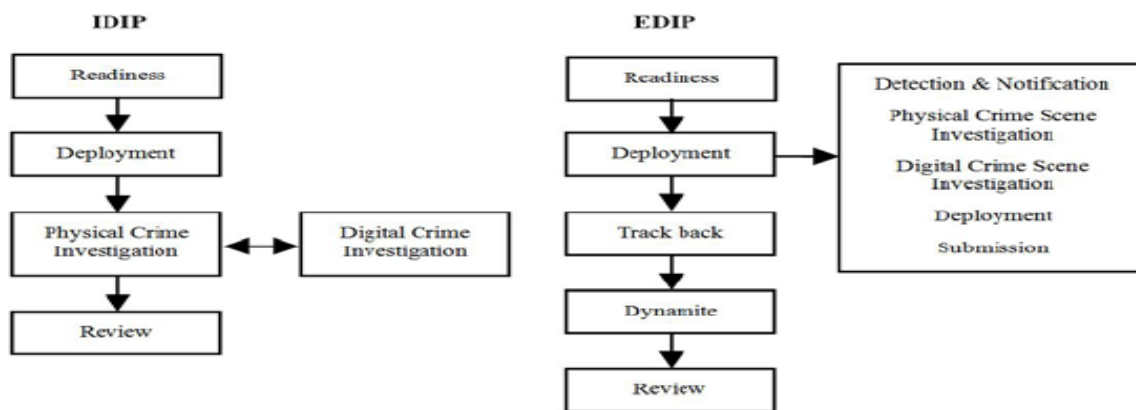 IDIP
Readiness
Deployment
Physical Crime
Investigation
Digital Crime
Investigation
Review
EDIP
Readiness
Deployment
Track back
Dynamite
Review
Detection & Notification
Physical Crime Scene
Investigation
Digital Crime Scene
Investigation
Deployment
Submission